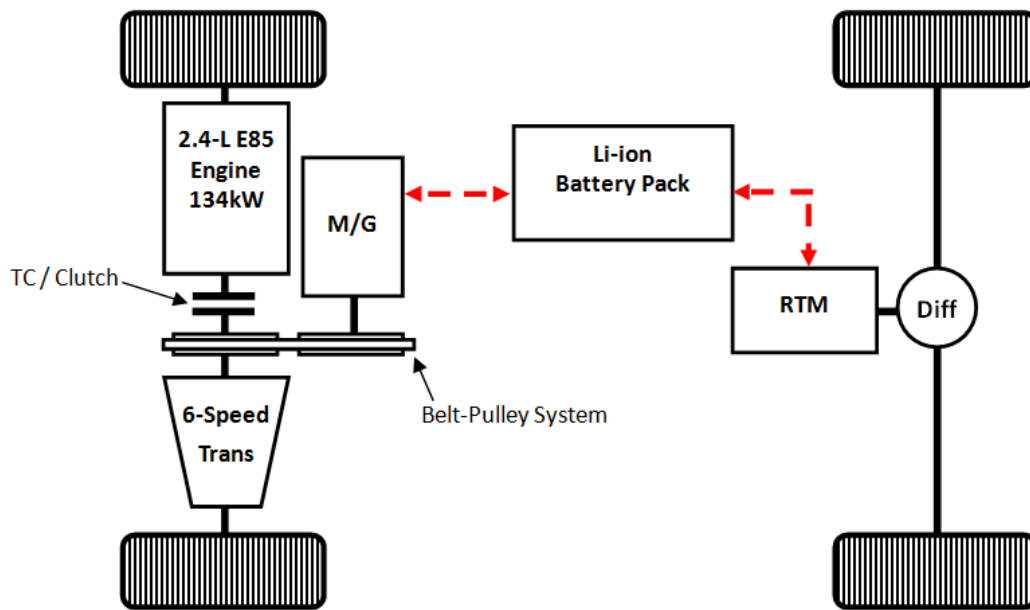 2.4-L E85
Engine
134kW
M/G
Li-ion
Battery Pack
TC / Clutch
RTM
Diff
Belt-Pulley System
6-Speed
Trans